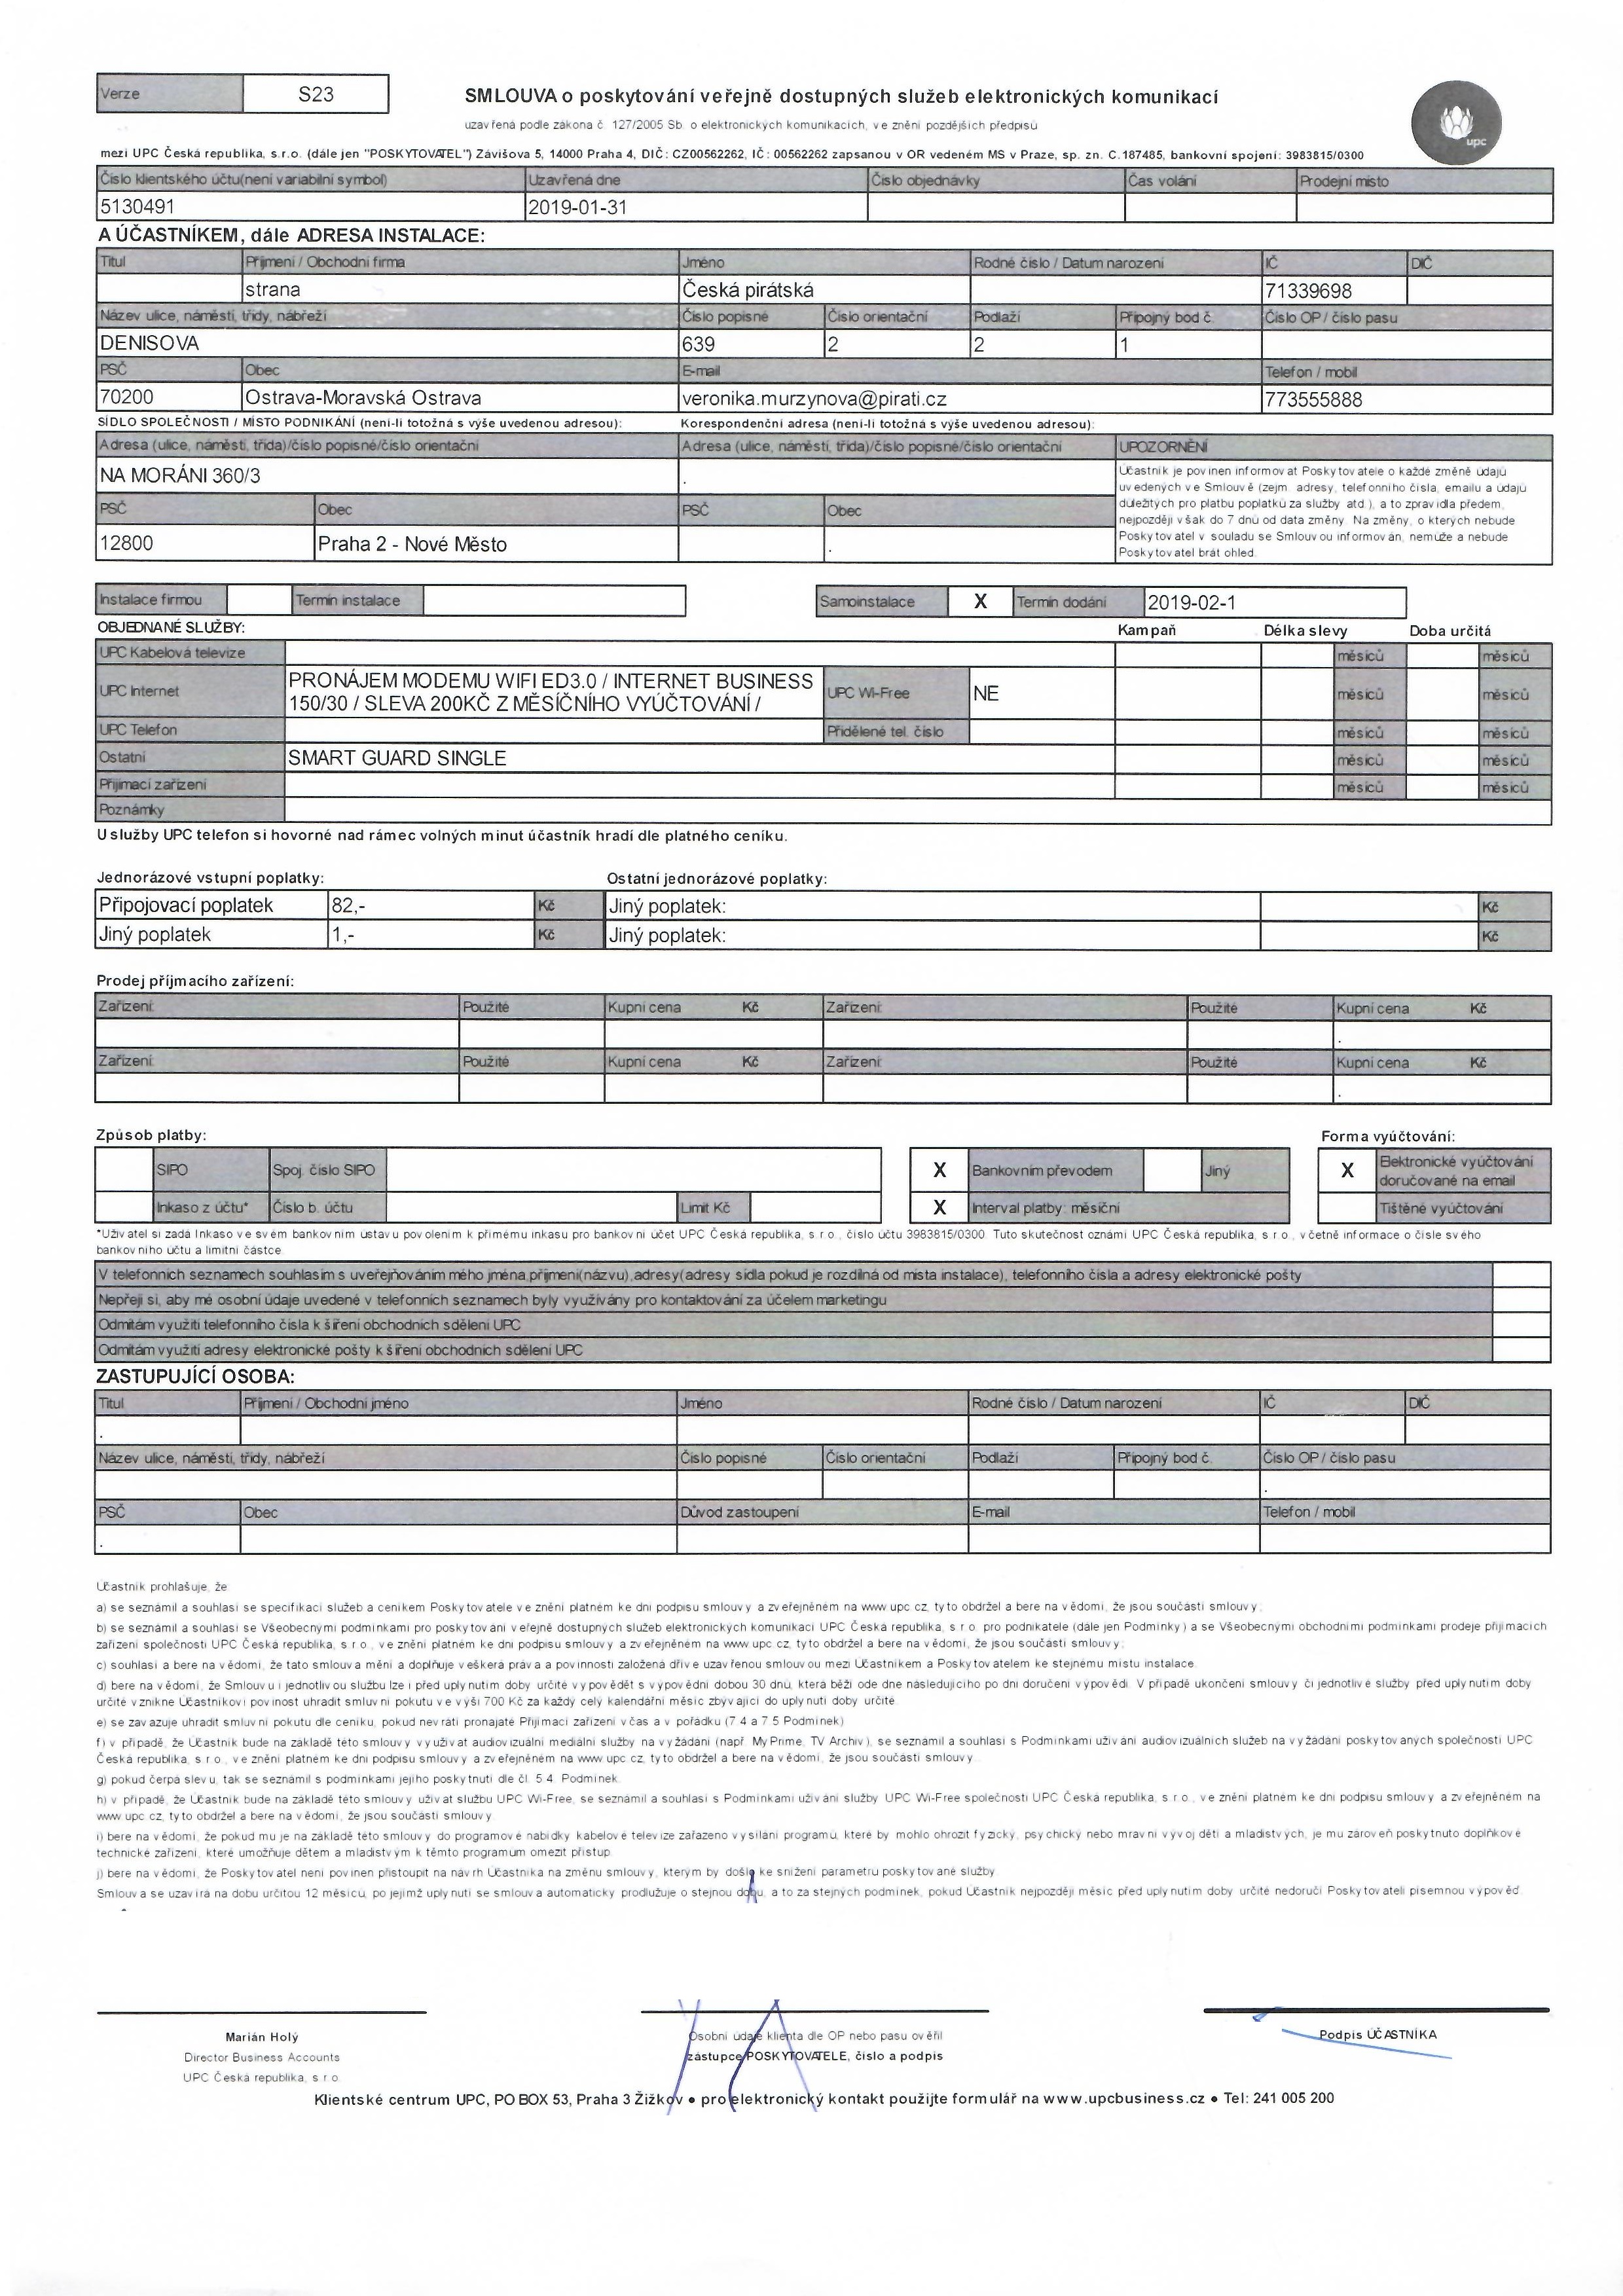 Verze S23
SMLOUVA o poskytování veřejně dostupných služeb elektronických komunikací
uzavřená podle zákona č. 127/2005 Sb. o elektronických komunikacích, ve znění pozdějších předpisů
upc
mezi UPC Česká republika, s.r.o. (dále jen "POSKYTOVATEL") Závišova 5, 14000 Praha 4, DIČ: CZ00562262, IČ: 00562262 zapsanou v OR vedeném MS v Praze, sp. zn. C.187485, bankovní spojení: 3983815/0300
Číslo klientského účtu(není variabilní symbol) Uzavřená dne Číslo objednávky Čas volání Prodejní místo
5130491 2019-01-31
A ÚČASTNÍKEM, dále ADRESA INSTALACE:
Titul Příjmení / Obchodní firma Jméno Rodné číslo / Datum narození IČ DIČ
strana Česká pirátská 71339698
Název ulice, náměstí, třídy, nábřeží Číslo popisné Číslo orientační Podlaží Přípojný bod č. Číslo OP / číslo pasu
DENISOVA 639 2 2 1
PSČ Obec E-mail Telefon / mobil
70200 Ostrava-Moravská Ostrava veronika.murzynova@pirati.cz 773555888
SÍDLO SPOLEČNOSTI / MÍSTO PODNIKÁNÍ (není-li totožná s výše uvedenou adresou): Korespondenční adresa (není-li totožná s výše uvedenou adresou):
Adresa (ulice, náměstí, třída)/číslo popisné/číslo orientační Adresa (ulice, náměstí, třída)/číslo popisné/číslo orientační UPOZORNĚNÍ
NA MORÁNI 360/3 .
PSČ Obec PSČ Obec
12800 Praha 2 - Nové Město .
Účastník je povinen informovat Poskytovatele o každé změně údajů
uvedených ve Smlouvě (zejm. adresy, telefonního čísla, emailu a údajů
důležitých pro platbu poplatků za služby atd.), a to zpravidla předem,
nejpozději však do 7 dnů od data změny. Na změny, o kterých nebude
Poskytovatel v souladu se Smlouvou informován, nemůže a nebude
Poskytovatel brát ohled.
Instalace firmou Termín instalace Samoinstalace X Termín dodání 2019-02-1
OBJEDNANÉ SLUŽBY: Kampaň Délka slevy Doba určitá
UPC Kabelová televize měsíců měsíců
UPC Internet PRONÁJEM MODEMU WIFI ED3.0 / INTERNET BUSINESS
150/30 / SLEVA 200KČ Z MĚSÍČNÍHO VYÚČTOVÁNÍ / UPC Wi-Free NE měsíců měsíců
UPC Telefon Přidělené tel. číslo měsíců měsíců
Ostatní SMART GUARD SINGLE měsíců měsíců
Přijímací zařízení měsíců měsíců
Poznámky
U služby UPC telefon si hovorné nad rámec volných minut účastník hradí dle platného ceníku.
Jednorázové vstupní poplatky: Ostatní jednorázové poplatky:
Připojovací poplatek 82,- Kč Jiný poplatek: Kč
Jiný poplatek 1,- Kč Jiný poplatek: Kč
Prodej příjmacího zařízení:
Zařízení: Použité Kupní cena Kč Zařízení: Použité Kupní cena Kč
.
Zařízení: Použité Kupní cena Kč Zařízení: Použité Kupní cena Kč
.
Způsob platby: Forma vyúčtování:
SIPO Spoj. číslo SIPO X Bankovním převodem Jiný X Elektronické vyúčtování
doručované na email
Inkaso z účtu* Číslo b. účtu Limit Kč X Interval platby: měsíční Tištěné vyúčtování
*Uživatel si zadá Inkaso ve svém bankovním ústavu povolením k přímému inkasu pro bankovní účet UPC Česká republika, s.r.o., číslo účtu 3983815/0300. Tuto skutečnost oznámí UPC Česká republika, s.r.o., včetně informace o čísle svého
bankovního účtu a limitní částce.
V telefonních seznamech souhlasím s uveřejňováním mého jména,příjmení(názvu),adresy(adresy sídla pokud je rozdílná od místa instalace), telefonního čísla a adresy elektronické pošty
Nepřeji si, aby mé osobní údaje uvedené v telefonních seznamech byly využívány pro kontaktování za účelem marketingu
Odmítám využití telefonního čísla k šíření obchodních sdělení UPC
Odmítám využití adresy elektronické pošty k šíření obchodních sdělení UPC
ZASTUPUJÍCÍ OSOBA:
Titul Příjmení / Obchodní jméno Jméno Rodné číslo / Datum narození IČ DIČ
.
Název ulice, náměstí, třídy, nábřeží Číslo popisné Číslo orientační Podlaží Přípojný bod č. Číslo OP / číslo pasu
.
PSČ Obec Důvod zastoupení E-mail Telefon / mobil
.
Účastník prohlašuje, že
a) se seznámil a souhlasí se specifikací služeb a ceníkem Poskytovatele ve znění platném ke dni podpisu smlouvy a zveřejněném na www.upc.cz, tyto obdržel a bere na vědomí, že jsou součástí smlouvy;
b) se seznámil a souhlasí se Všeobecnými podmínkami pro poskytování veřejně dostupných služeb elektronických komunikací UPC Česká republika, s.r.o. pro podnikatele (dále jen Podmínky) a se Všeobecnými obchodními podmínkami prodeje přijímacích
zařízení společnosti UPC Česká republika, s.r.o., ve znění platném ke dni podpisu smlouvy a zveřejněném na www.upc.cz, tyto obdržel a bere na vědomí, že jsou součástí smlouvy;
c) souhlasí a bere na vědomí, že tato smlouva mění a doplňuje veškerá práva a povinnosti založená dříve uzavřenou smlouvou mezi Účastníkem a Poskytovatelem ke stejnému místu instalace.
d) bere na vědomí, že Smlouvu i jednotlivou službu lze i před uplynutím doby určité vypovědět s výpovědní dobou 30 dnů, která běží ode dne následujícího po dni doručení výpovědi. V případě ukončení smlouvy či jednotlivé služby před uplynutím doby
určité vznikne Účastníkovi povinost uhradit smluvní pokutu ve výši 700 Kč za každý celý kalendářní měsíc zbývající do uplynutí doby určité.
e) se zavazuje uhradit smluvní pokutu dle ceníku, pokud nevrátí pronajaté Přijímací zařízení včas a v pořádku (7.4 a 7.5 Podmínek)
f) v případě, že Účastník bude na základě této smlouvy využívat audiovizuální mediální služby na vyžádání (např. MyPrime, TV Archiv), se seznámil a souhlasí s Podmínkami užívání audiovizuálních služeb na vyžádání poskytovaných společností UPC
Česká republika, s.r.o., ve znění platném ke dni podpisu smlouvy a zveřejněném na www.upc.cz, tyto obdržel a bere na vědomí, že jsou součástí smlouvy.
g) pokud čerpá slevu, tak se seznámil s podmínkami jejího poskytnutí dle čl. 5.4. Podmínek.
h) v případě, že Účastník bude na základě této smlouvy užívat službu UPC Wi-Free, se seznámil a souhlasí s Podmínkami užívání služby UPC Wi-Free společnosti UPC Česká republika, s.r.o., ve znění platném ke dni podpisu smlouvy a zveřejněném na
www.upc.cz, tyto obdržel a bere na vědomí, že jsou součástí smlouvy.
i) bere na vědomí, že pokud mu je na základě této smlouvy do programové nabídky kabelové televize zařazeno vysílání programů, které by mohlo ohrozit fyzický, psychický nebo mravní vývoj dětí a mladistvých, je mu zároveň poskytnuto doplňkové
technické zařízení, které umožňuje dětem a mladistvým k těmto programům omezit přístup.
j) bere na vědomí, že Poskytovatel není povinen přistoupit na návrh Účastníka na změnu smlouvy, kterým by došlo ke snížení parametrů poskytované služby.
Smlouva se uzavírá na dobu určitou 12 měsíců, po jejímž uplynutí se smlouva automaticky prodlužuje o stejnou dobu, a to za stejných podmínek, pokud Účastník nejpozději měsíc před uplynutím doby určité nedoručí Poskytovateli písemnou výpověď.
Marián Holý
Director Business Accounts
UPC Česká republika, s.r.o.
Osobní údaje klienta dle OP nebo pasu ověřil
zástupce POSKYTOVATELE, číslo a podpis
Podpis ÚČASTNÍKA
Klientské centrum UPC, PO BOX 53, Praha 3 Žižkov • pro elektronický kontakt použijte formulář na www.upcbusiness.cz • Tel: 241 005 200